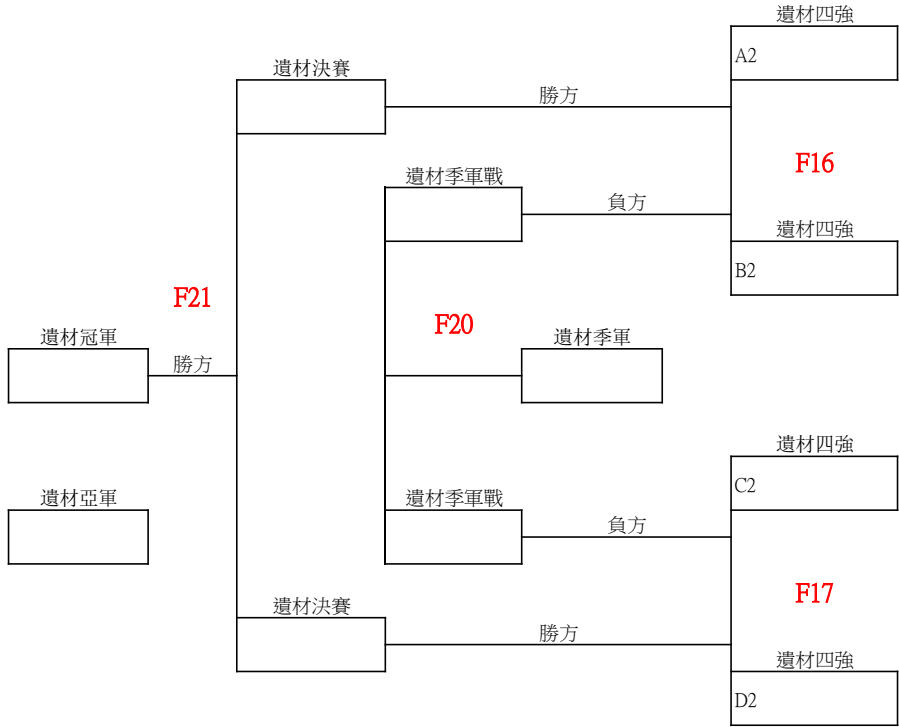 遺材四強
A2
遺材決賽
勝方
F16
遺材季軍戰
負方
遺材四強
B2
F21
F20
遺材冠軍
勝方
遺材季軍
遺材四強
C2
遺材亞軍
遺材季軍戰
負方
F17
遺材決賽
勝方
遺材四強
D2